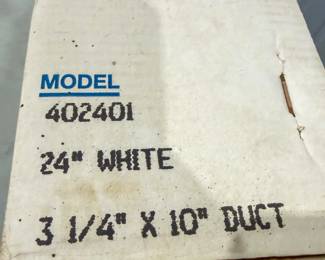 MODEL
402401
24" WHITE
3 1/4" X 10" DUCT